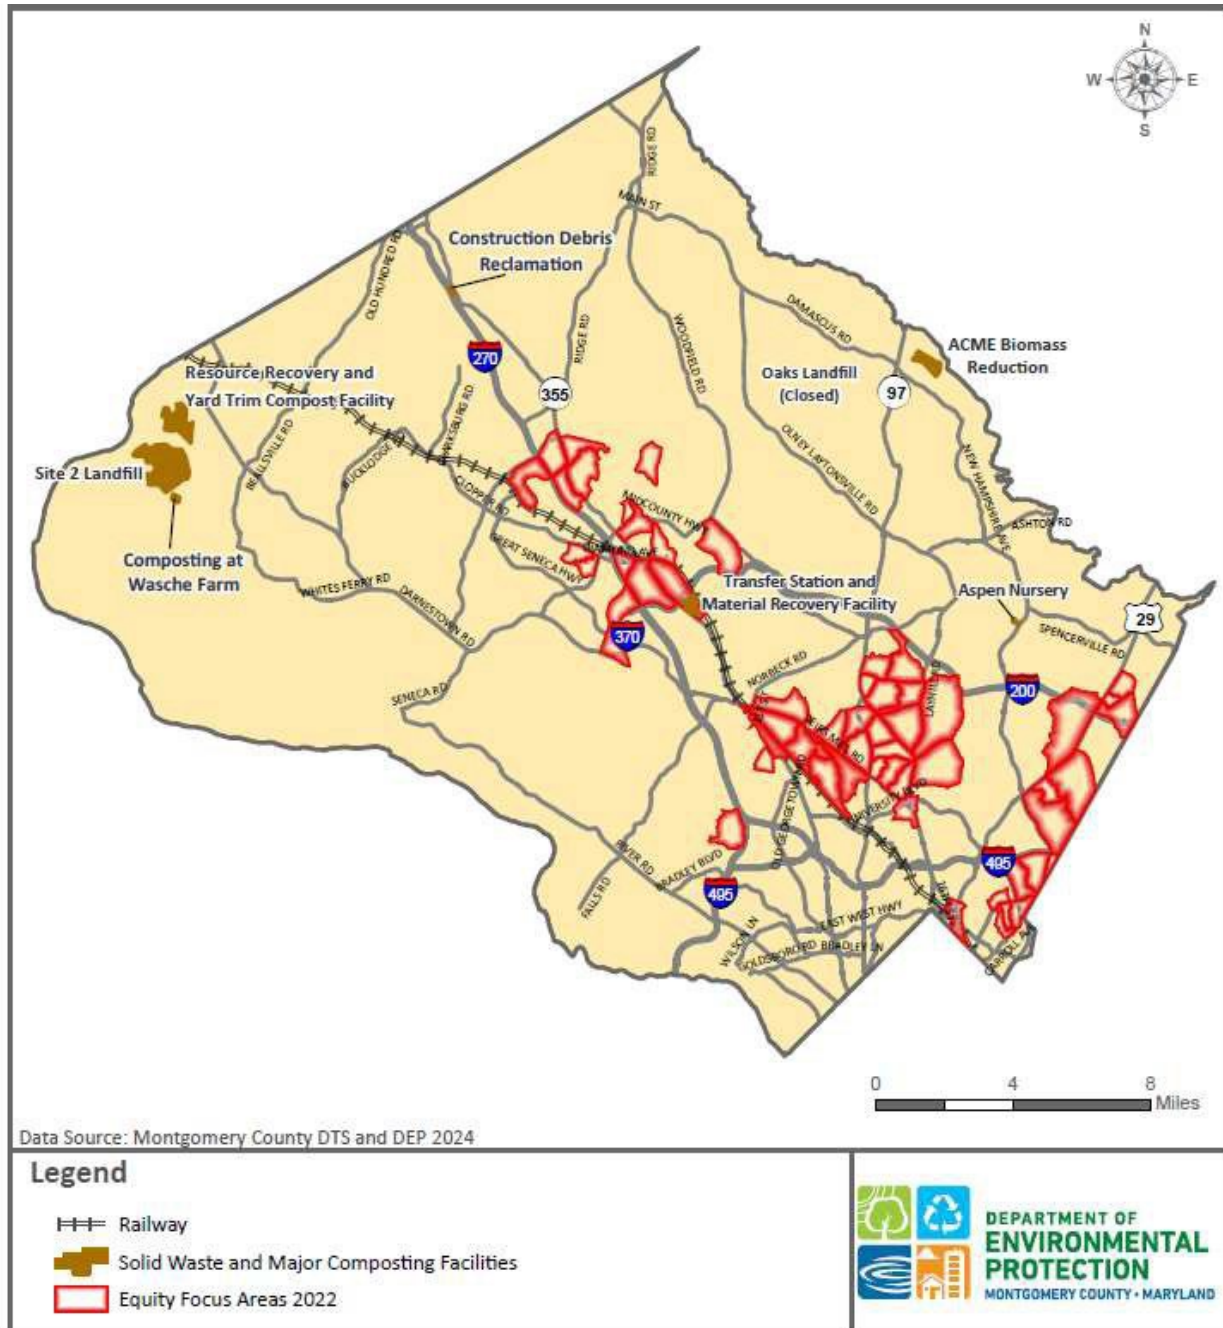 N
W E
S
RIDGE RD
MAIN ST
Construction Debris
Reclamation
OLD HUNDRED RD
DAMASCUS RD
ACME Biomass
Reduction
270
RIDGE RD
WOODFIELD RD
Oaks Landfill
(Closed)
97
355
Resource Recovery and
Yard Trim Compost Facility
BEALLSVILLE RD
CLOPPER RD
OLNEY LAYTONSVILLE RD
NEW HAMPSHIRE AVE
Site 2 Landfill
MIDCOUNTY HWY
ASHTON RD
Composting at
Wasche Farm
GREAT SENECA HWY
WHITES FERRY RD
DARNESTOWN RD
Transfer Station and
Material Recovery Facility
Aspen Nursery
29
SPENCERVILLE RD
370
NORBECK RD
SENECA RD
200
UNIVERSITY BLVD
OLD GEORGETOWN RD
RIVER RD
BRADLEY BLVD
FALLS RD
495
495
EAST WEST HWY
WILSON LN
BRADLEY LN
0 4 8
Miles
Data Source: Montgomery County DTS and DEP 2024
Legend
Railway
Solid Waste and Major Composting Facilities
Equity Focus Areas 2022
DEPARTMENT OF
ENVIRONMENTAL
PROTECTION
MONTGOMERY COUNTY • MARYLAND